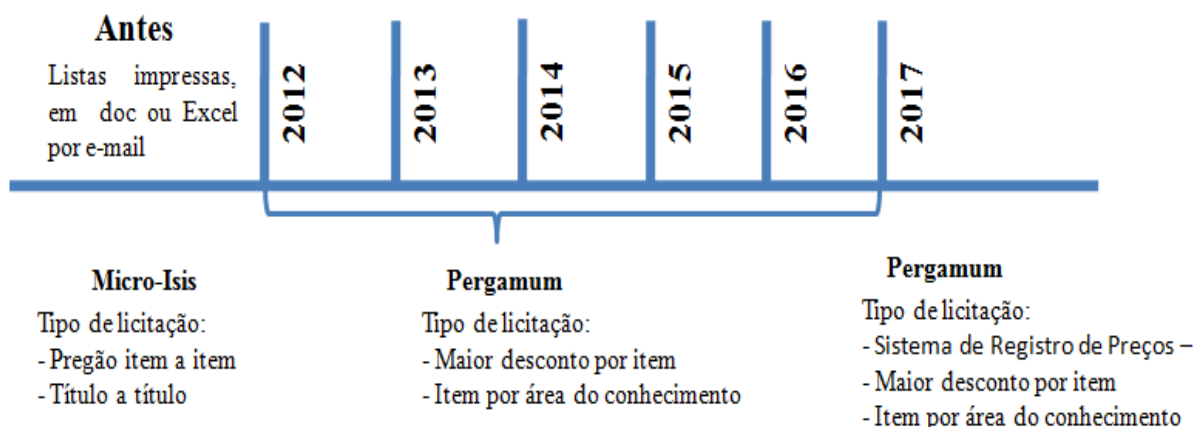 Antes
Listas impressas,
em doc ou Excel
por e-mail
2012
2013
2014
2015
2016
2017
Micro-Isis
Tipo de licitação:
- Pregão item a item
- Título a título
Pergamum
Tipo de licitação:
- Maior desconto por item
- Item por área do conhecimento
Pergamum
Tipo de licitação:
- Sistema de Registro de Preços –
- Maior desconto por item
- Item por área do conhecimento